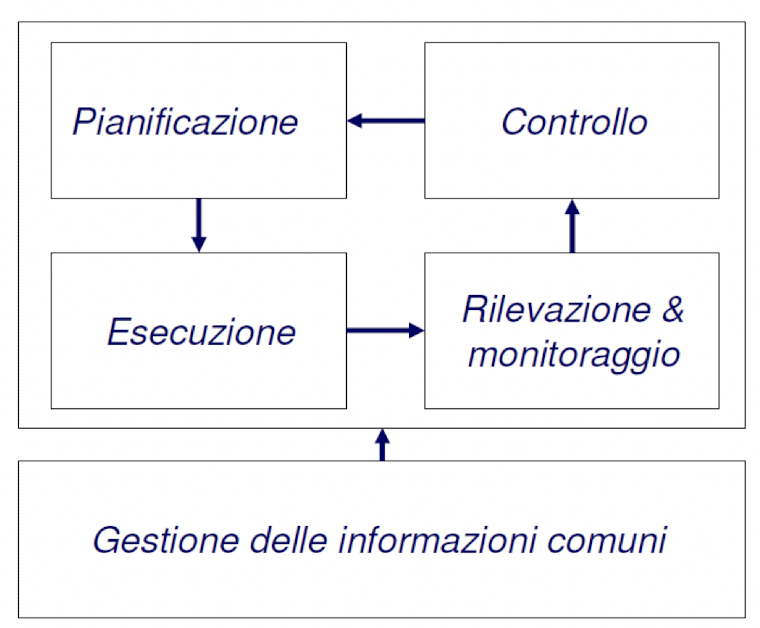 Pianificazione
Controllo
Esecuzione
Rilevazione &
monitoraggio
Gestione delle informazioni comuni